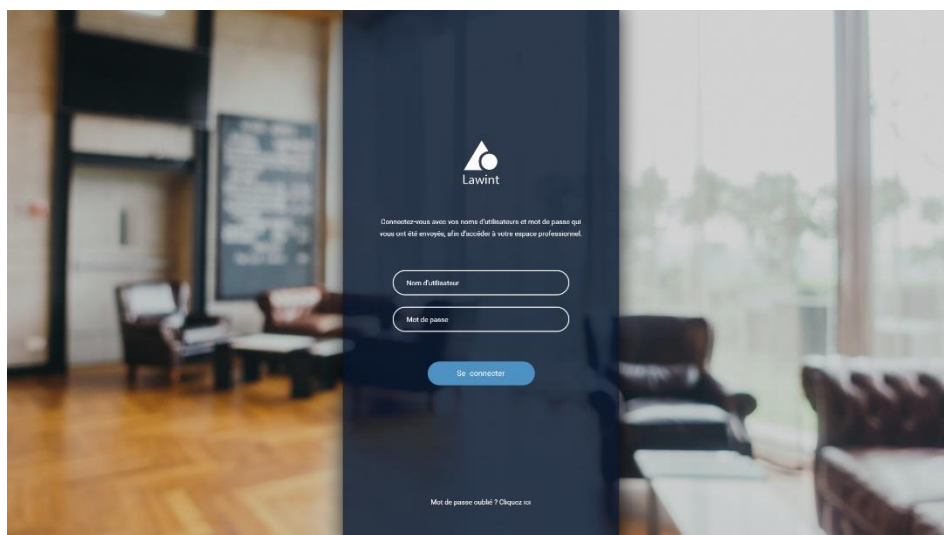 Lawint
Connectez-vous avec vos noms d'utilisateurs et mot de passe qui
vous ont été envoyés, afin d'accéder à votre espace professionnel.
Nom d'utilisateur
Mot de passe
Se connecter
Mot de passe oublié ? Cliquez ici